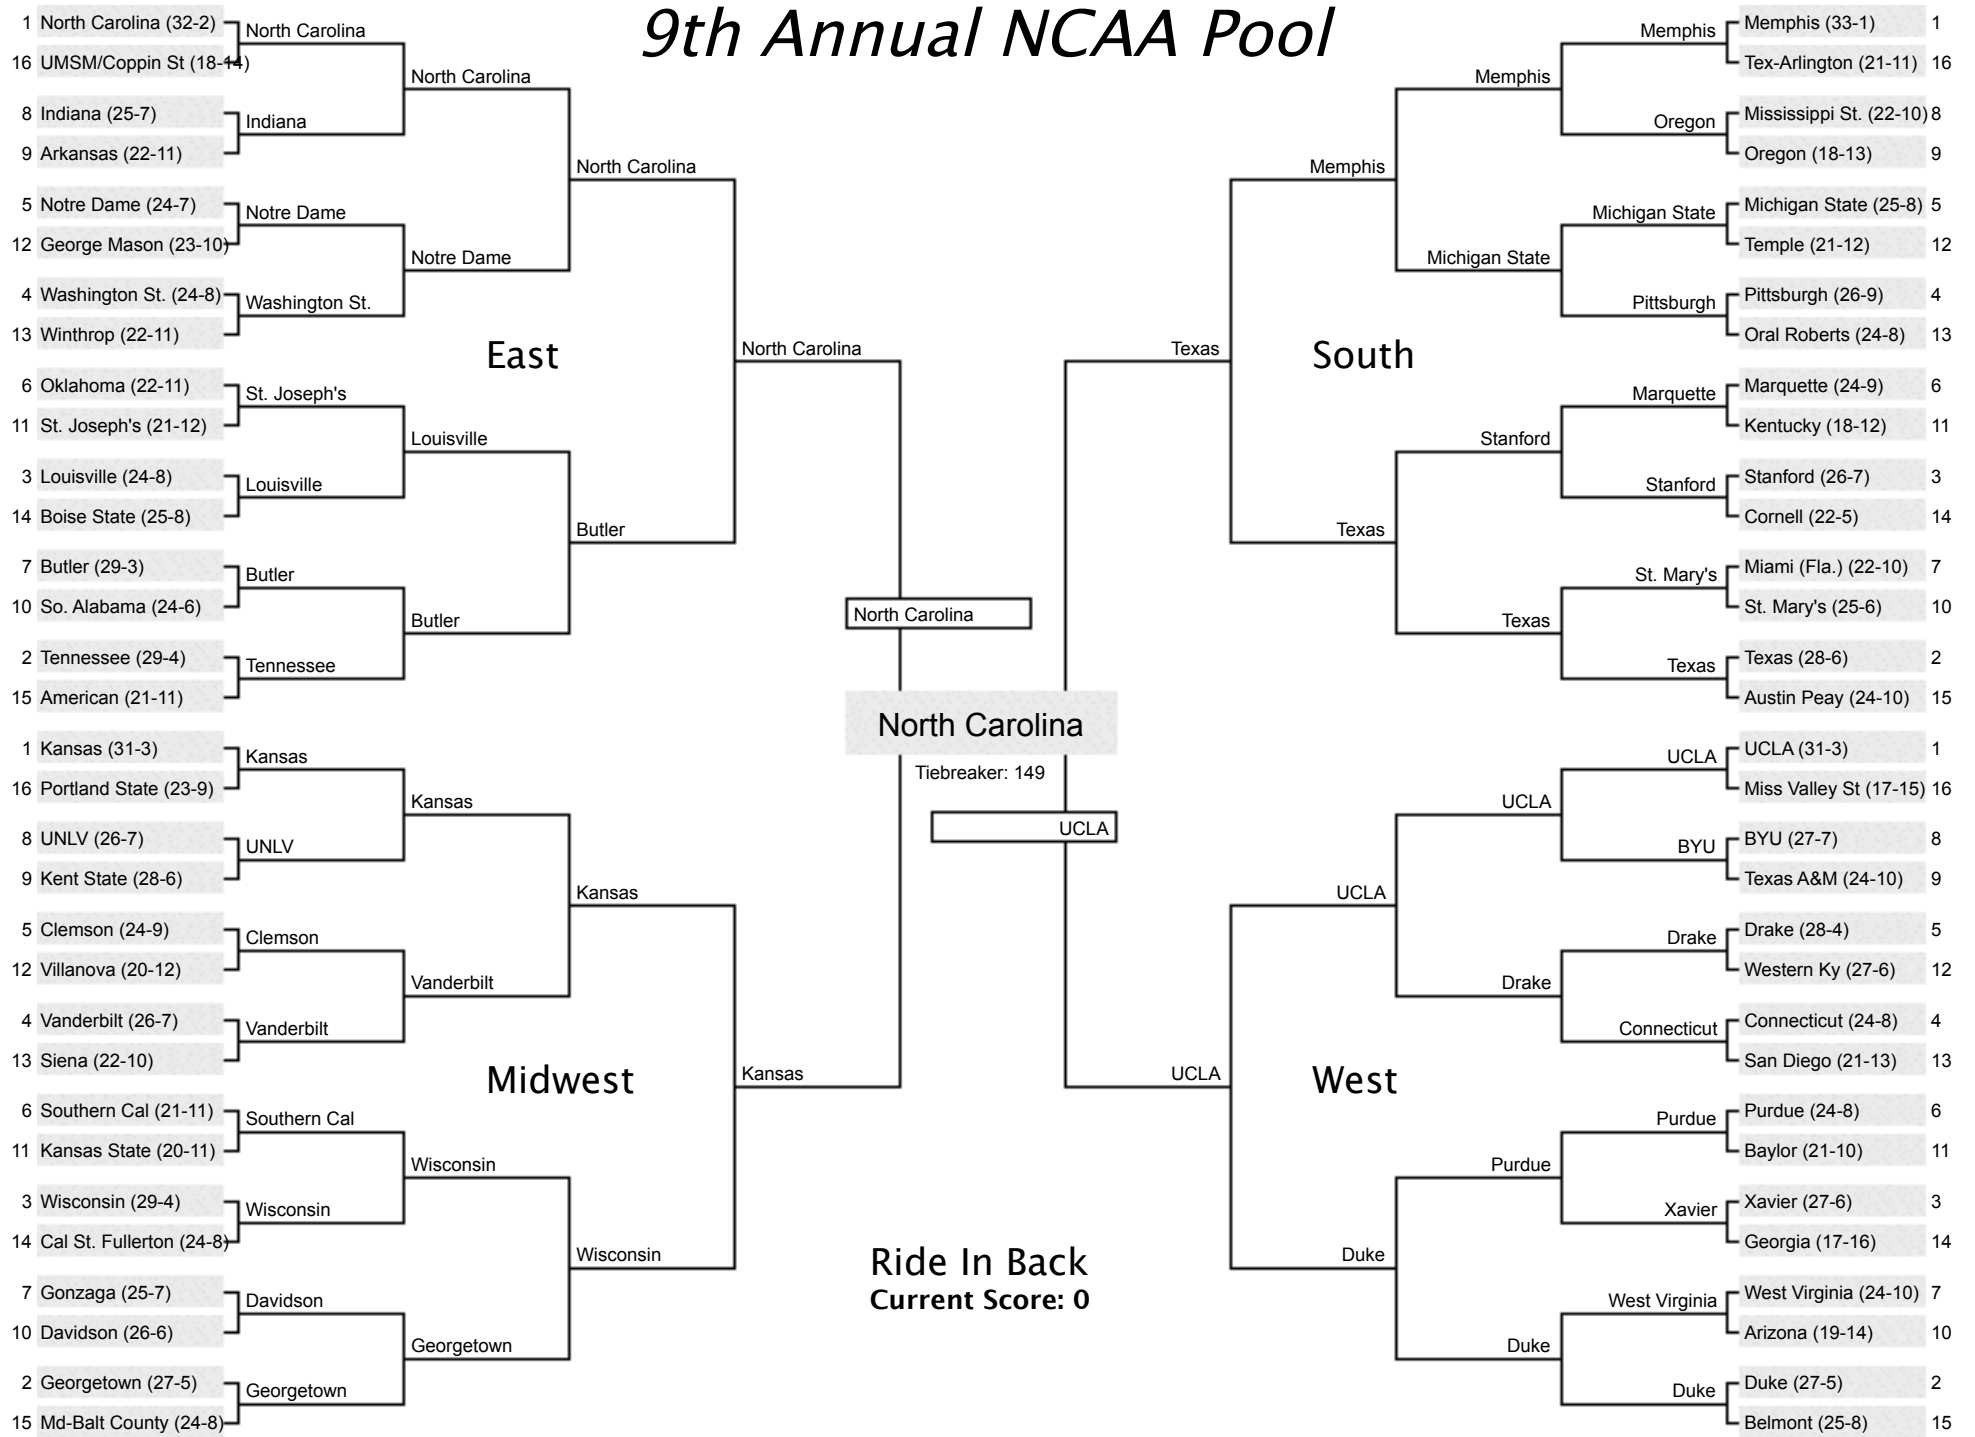 9th Annual NCAA Pool
1 North Carolina (32-2)
16 UMSM/Coppin St (18-14)
8 Indiana (25-7)
9 Arkansas (22-11)
5 Notre Dame (24-7)
12 George Mason (23-10)
4 Washington St. (24-8)
13 Winthrop (22-11)
6 Oklahoma (22-11)
11 St. Joseph's (21-12)
3 Louisville (24-8)
14 Boise State (25-8)
7 Butler (29-3)
10 So. Alabama (24-6)
2 Tennessee (29-4)
15 American (21-11)
North Carolina
Indiana
Notre Dame
Washington St.
St. Joseph's
Louisville
Butler
Tennessee
North Carolina
Notre Dame
Louisville
Butler
North Carolina
Butler
East
North Carolina
1 Kansas (31-3)
16 Portland State (23-9)
8 UNLV (26-7)
9 Kent State (28-6)
5 Clemson (24-9)
12 Villanova (20-12)
4 Vanderbilt (26-7)
13 Siena (22-10)
6 Southern Cal (21-11)
11 Kansas State (20-11)
3 Wisconsin (29-4)
14 Cal St. Fullerton (24-8)
7 Gonzaga (25-7)
10 Davidson (26-6)
2 Georgetown (27-5)
15 Md-Balt County (24-8)
Kansas
UNLV
Clemson
Vanderbilt
Southern Cal
Wisconsin
Davidson
Georgetown
Kansas
Vanderbilt
Wisconsin
Georgetown
Kansas
Wisconsin
Midwest
Kansas
North Carolina
North Carolina
Tiebreaker: 149
UCLA
Ride In Back
Current Score: 0
Memphis (33-1) 1
Tex-Arlington (21-11) 16
Mississippi St. (22-10) 8
Oregon (18-13) 9
Michigan State (25-8) 5
Temple (21-12) 12
Pittsburgh (26-9) 4
Oral Roberts (24-8) 13
Marquette (24-9) 6
Kentucky (18-12) 11
Stanford (26-7) 3
Cornell (22-5) 14
Miami (Fla.) (22-10) 7
St. Mary's (25-6) 10
Texas (28-6) 2
Austin Peay (24-10) 15
Memphis
Oregon
Michigan State
Pittsburgh
Marquette
Stanford
St. Mary's
Texas
Memphis
Michigan State
Stanford
Texas
Memphis
Texas
South
Texas
UCLA (31-3) 1
Miss Valley St (17-15) 16
BYU (27-7) 8
Texas A&M (24-10) 9
Drake (28-4) 5
Western Ky (27-6) 12
Connecticut (24-8) 4
San Diego (21-13) 13
Purdue (24-8) 6
Baylor (21-10) 11
Xavier (27-6) 3
Georgia (17-16) 14
West Virginia (24-10) 7
Arizona (19-14) 10
Duke (27-5) 2
Belmont (25-8) 15
UCLA
BYU
Drake
Connecticut
Purdue
Xavier
West Virginia
Duke
UCLA
Drake
Purdue
Duke
UCLA
Duke
West
UCLA